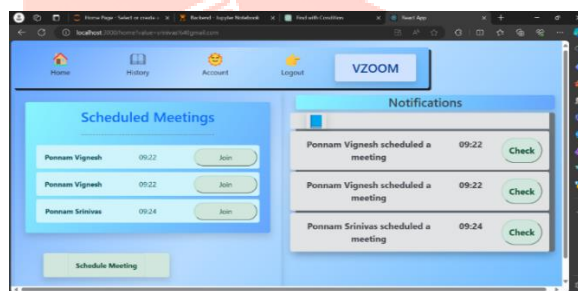 Home Page - Select or create a
Backend - Jupyter Notebook
Find with Condition
React App
Home
History
Account
Logout
VZOOM
Scheduled Meetings
Ponnam Vignesh 09:22 Join
Ponnam Vignesh 09:22 Join
Ponnam Srinivas 09:24 Join
Schedule Meeting
Notifications
Ponnam Vignesh scheduled a meeting 09:22 Check
Ponnam Vignesh scheduled a meeting 09:22 Check
Ponnam Srinivas scheduled a meeting 09:24 Check